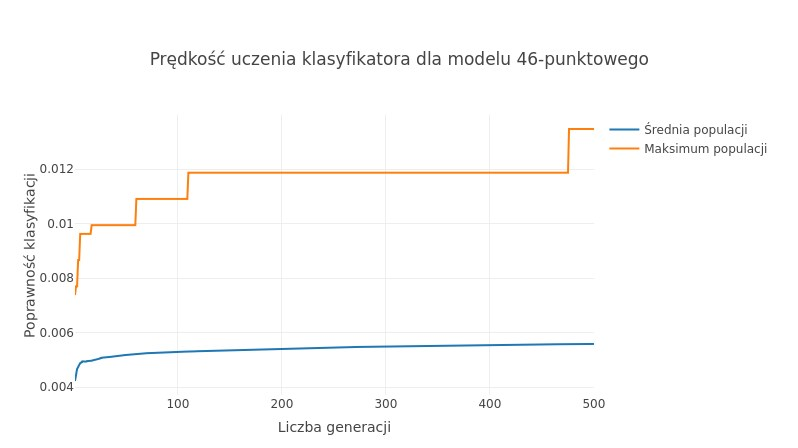 Prędkość uczenia klasyfikatora dla modelu 46-punktowego
Średnia populacji
Maksimum populacji
Poprawność klasyfikacji
0.012
0.01
0.008
0.006
0.004
100 200 300 400 500
Liczba generacji